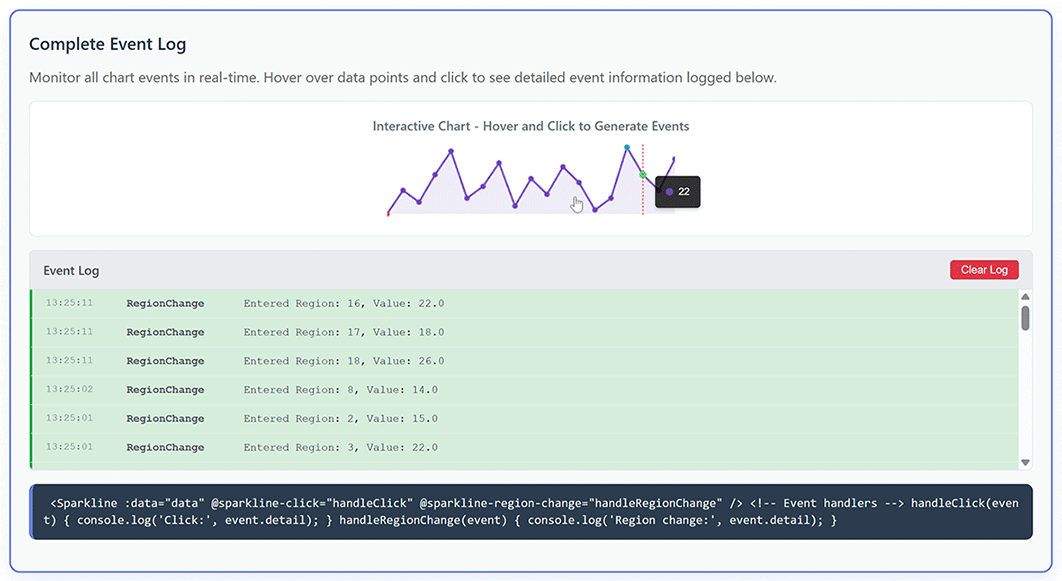 Complete Event Log
Monitor all chart events in real-time. Hover over data points and click to see detailed event information logged below.
Interactive Chart - Hover and Click to Generate Events
22
Event Log
Clear Log
13:25:11 RegionChange Entered Region: 16, Value: 22.0
13:25:11 RegionChange Entered Region: 17, Value: 18.0
13:25:11 RegionChange Entered Region: 18, Value: 26.0
13:25:02 RegionChange Entered Region: 8, Value: 14.0
13:25:01 RegionChange Entered Region: 2, Value: 15.0
13:25:01 RegionChange Entered Region: 3, Value: 22.0
<Sparkline :data="data" @sparkline-click="handleClick" @sparkline-region-change="handleRegionChange" /> <!-- Event handlers --> handleClick(even
t) { console.log('Click:', event.detail); } handleRegionChange(event) { console.log('Region change:', event.detail); }